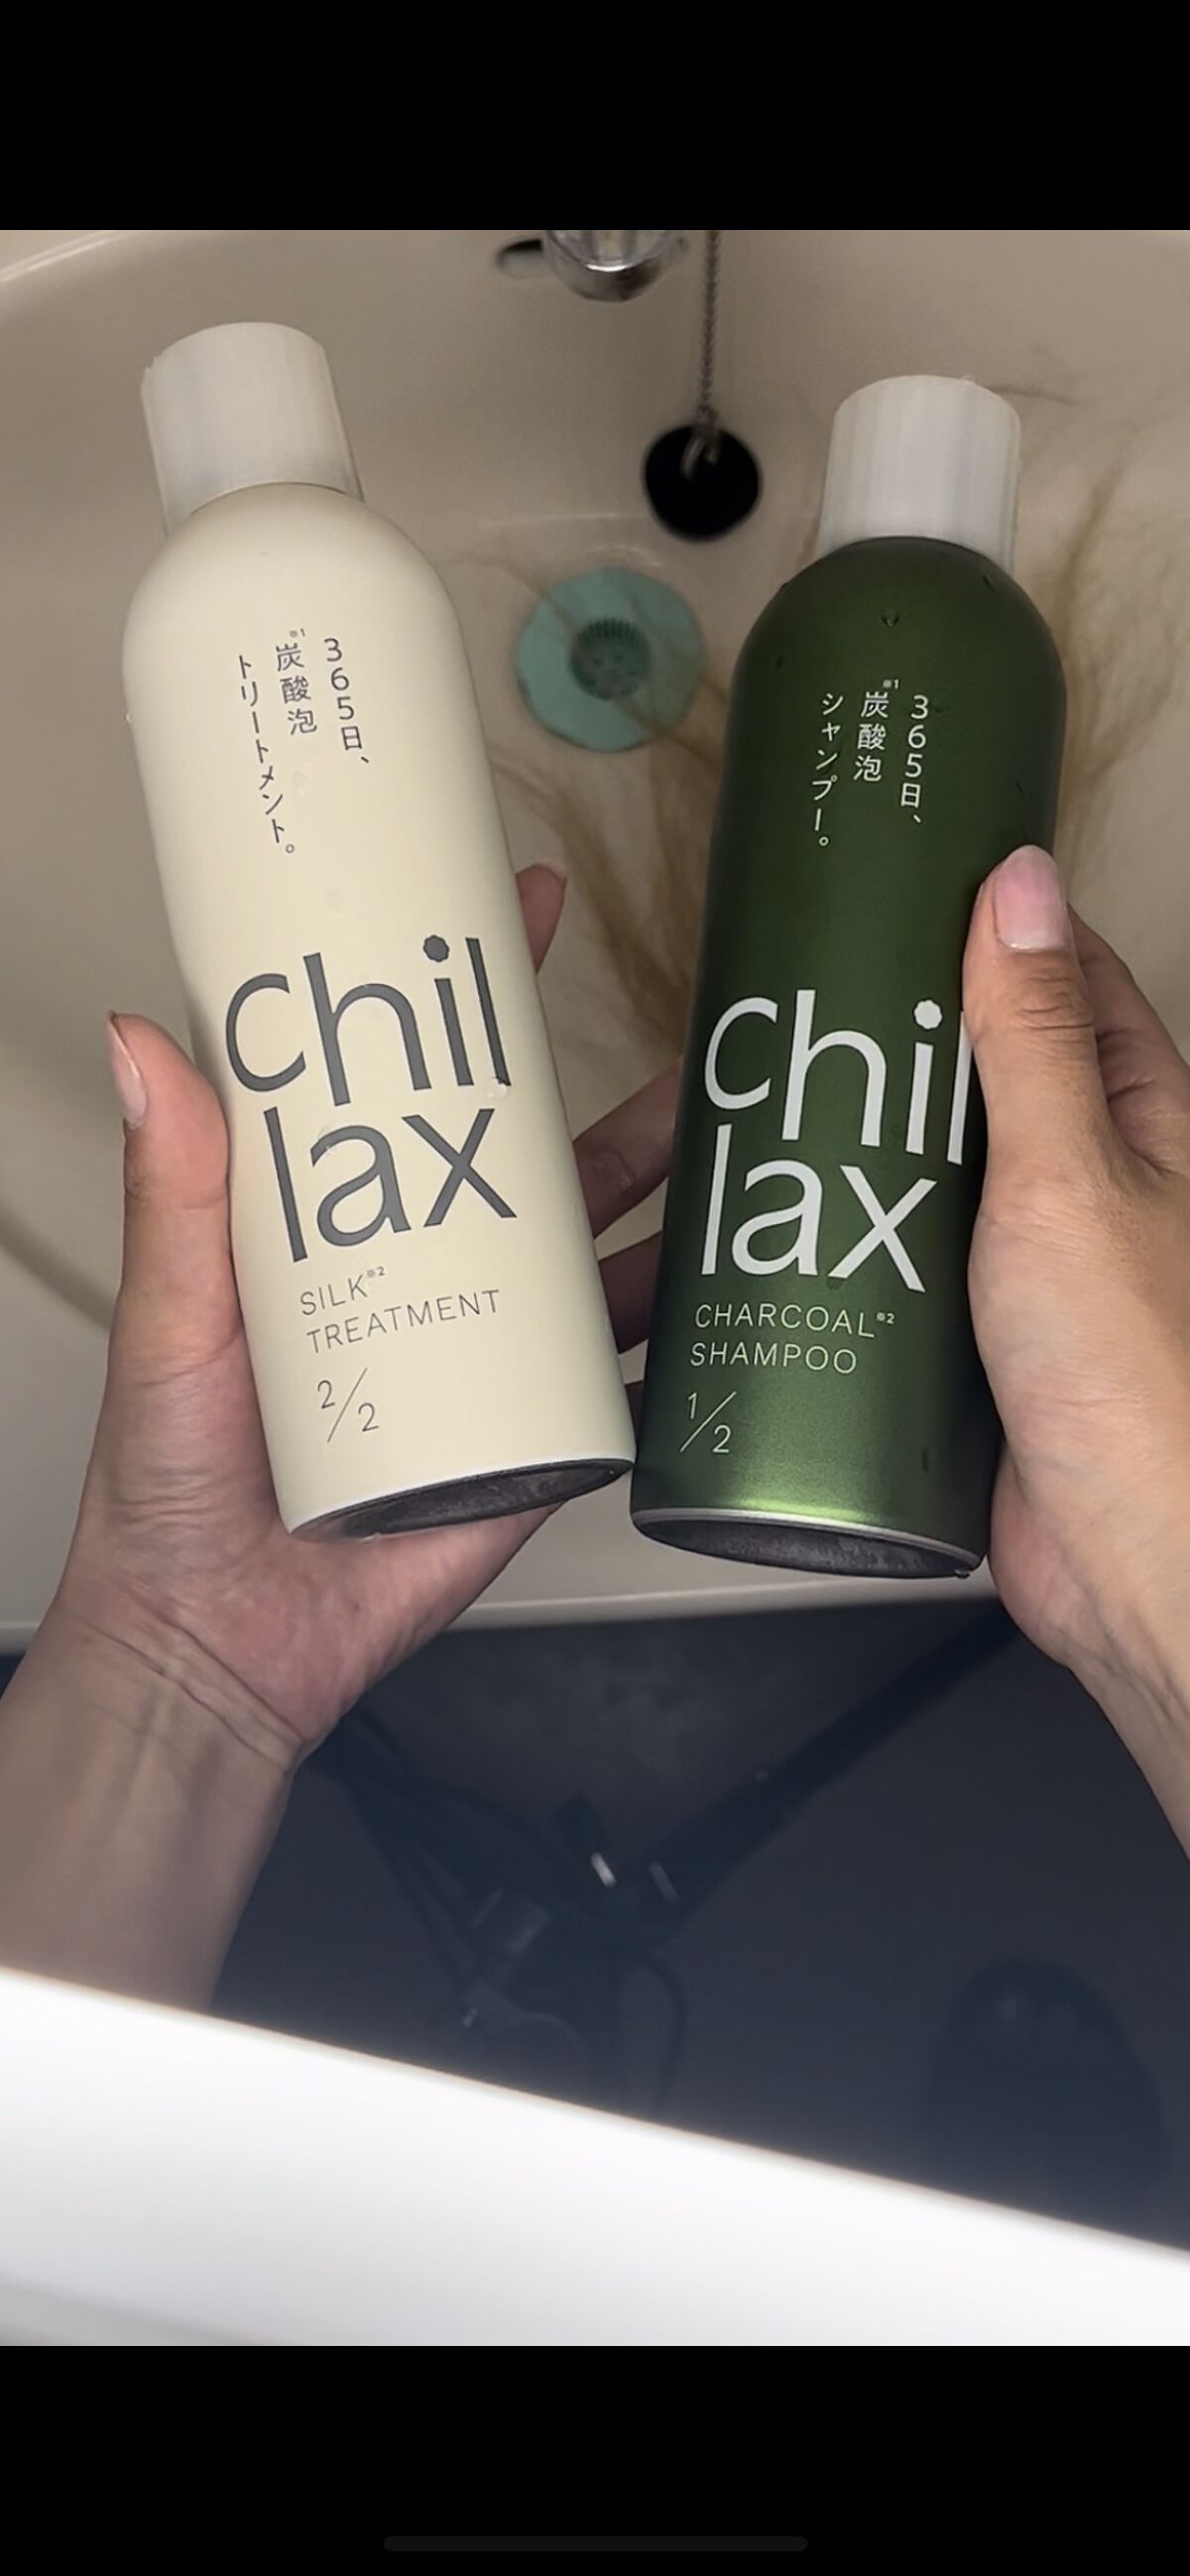 365日、
※1
炭酸泡
トリートメント。
chil
lax
SILK※2
TREATMENT
2/2
365日、
※1
炭酸泡
シャンプー。
chil
lax
CHARCOAL※2
SHAMPOO
1/2